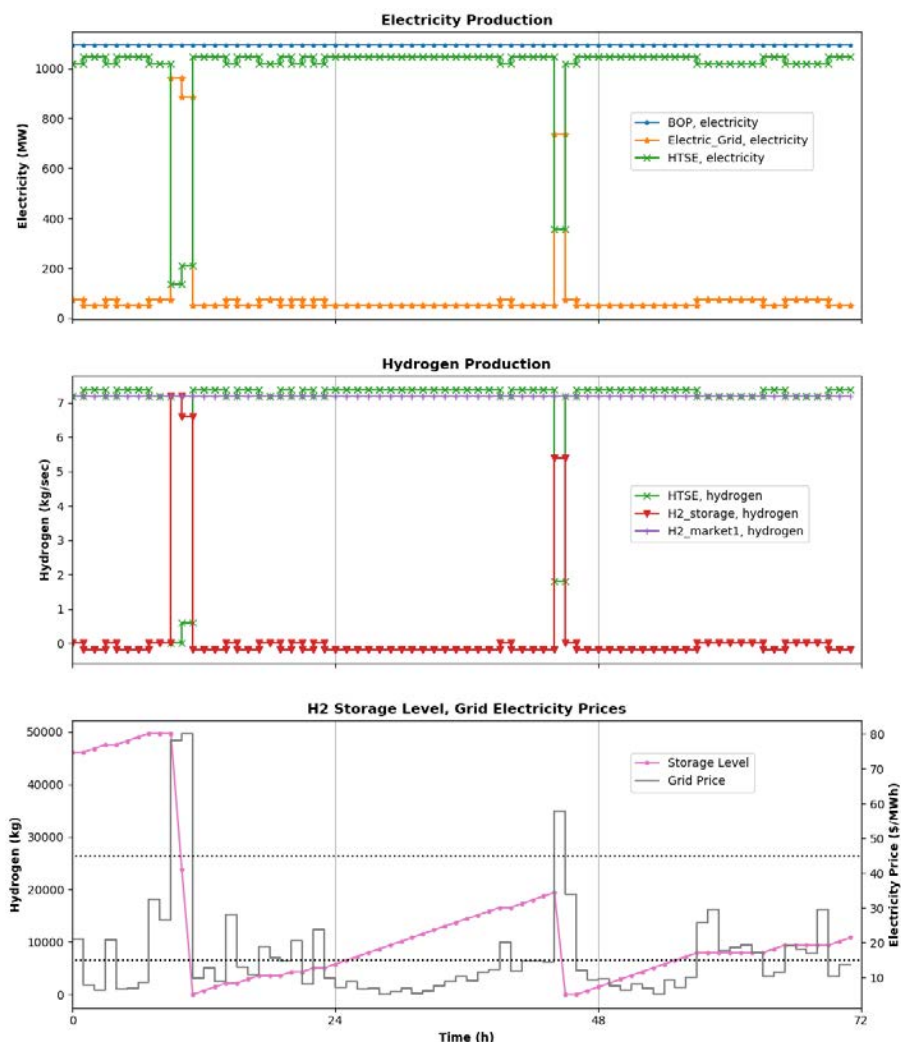 Electricity Production
Electricity (MW)
1000
800
600
400
200
0
BOP, electricity
Electric_Grid, electricity
HTSE, electricity
Hydrogen Production
Hydrogen (kg/sec)
7
6
5
4
3
2
1
0
HTSE, hydrogen
H2_storage, hydrogen
H2_market1, hydrogen
H2 Storage Level, Grid Electricity Prices
Hydrogen (kg)
50000
40000
30000
20000
10000
0
Storage Level
Grid Price
80
70
60
50
40
30
20
10
Electricity Price ($/MWh)
0
24
48
72
Time (h)